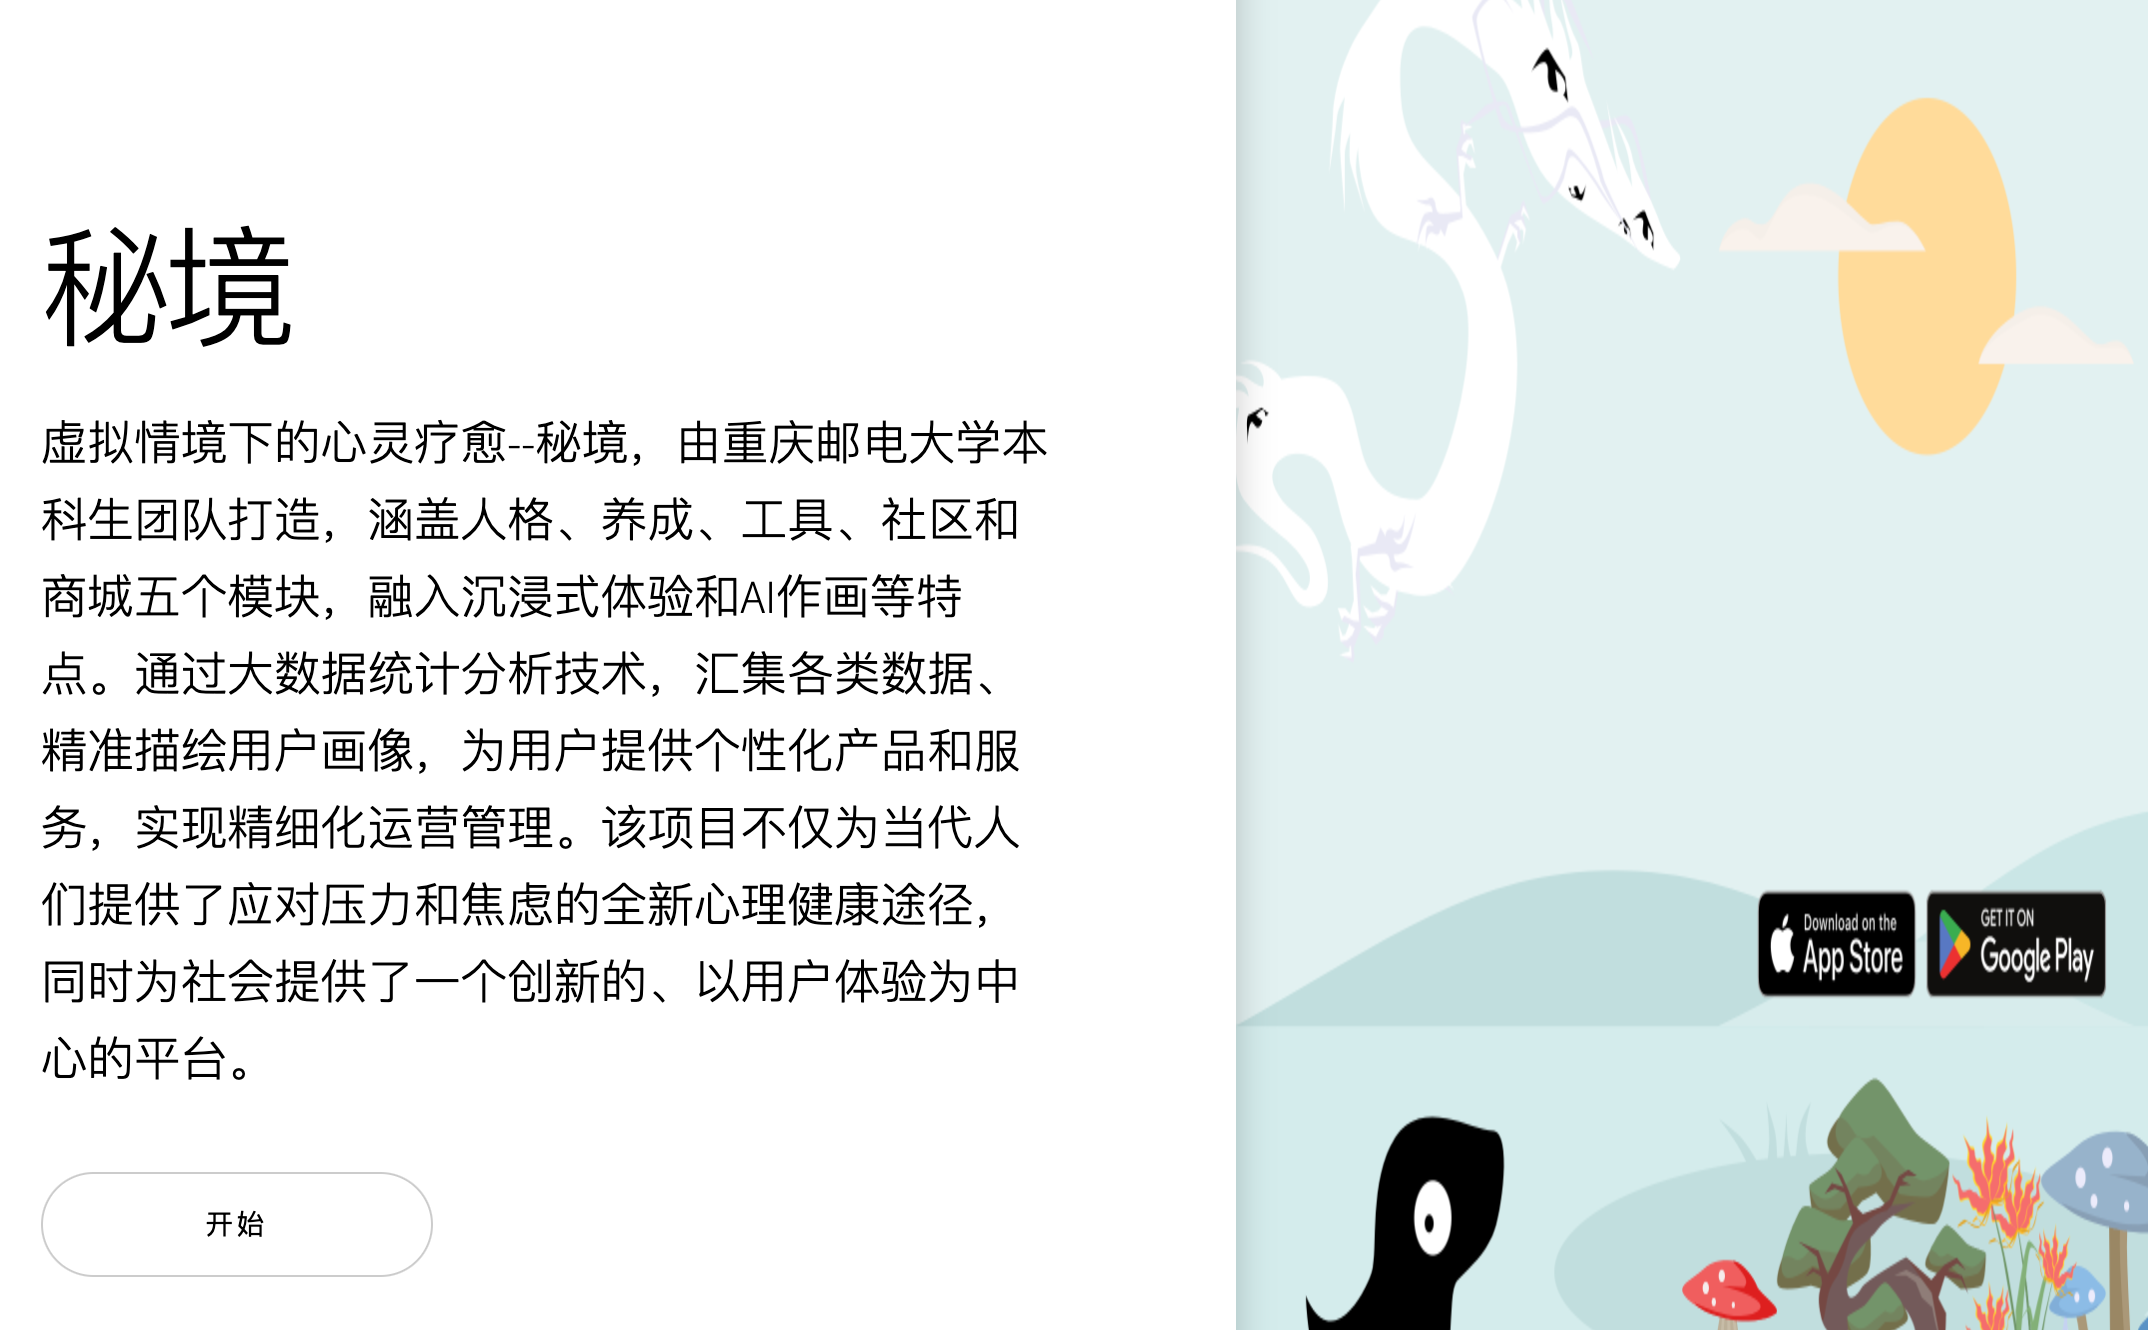 秘境
虚拟情境下的心灵疗愈--秘境，由重庆邮电大学本
科生团队打造，涵盖人格、养成、工具、社区和
商城五个模块，融入沉浸式体验和AI作画等特
点。通过大数据统计分析技术，汇集各类数据、
精准描绘用户画像，为用户提供个性化产品和服
务，实现精细化运营管理。该项目不仅为当代人
们提供了应对压力和焦虑的全新心理健康途径，
同时为社会提供了一个创新的、以用户体验为中
心的平台。
开始
Download on the
App Store
GET IT ON
Google Play